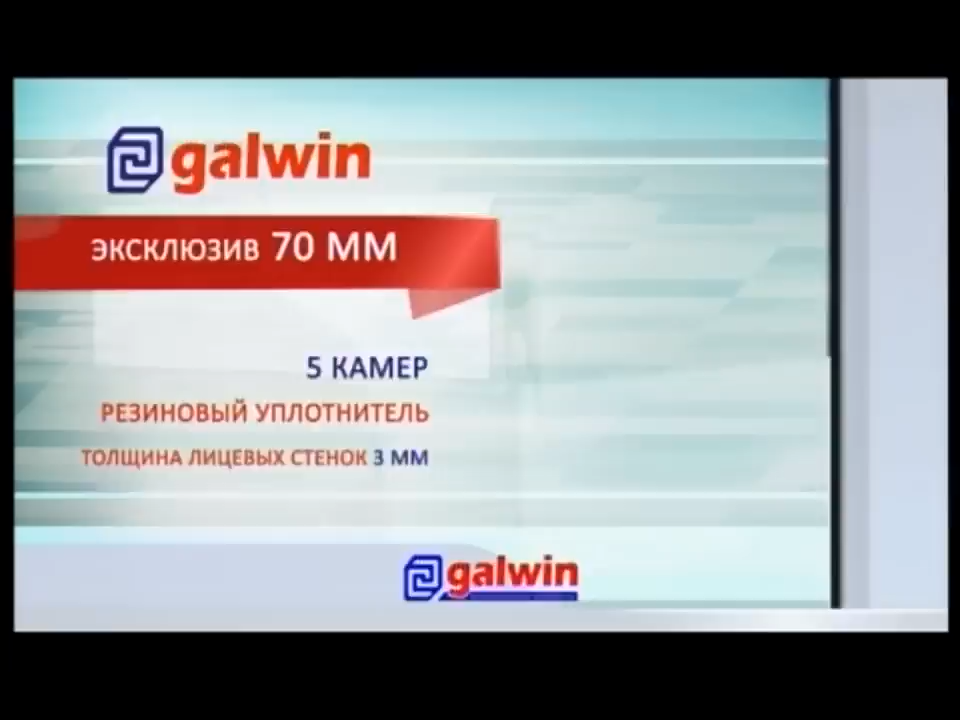 galwin
ЭКСКЛЮЗИВ 70 ММ
5 КАМЕР
РЕЗИНОВЫЙ УПЛОТНИТЕЛЬ
ТОЛЩИНА ЛИЦЕВЫХ СТЕНОК 3 ММ
galwin